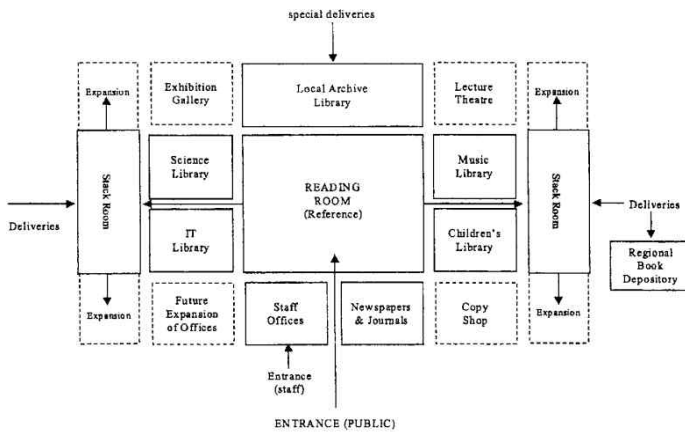 special deliveries
Expansion
Exhibition
Gallery
Local Archive
Library
Lecture
Theatre
Expansion
Stack Room
Science
Library
READING
ROOM
(Reference)
Music
Library
Stack Room
Deliveries
IT
Library
Children's
Library
Deliveries
Regional
Book
Depository
Expansion
Future
Expansion
of Offices
Staff
Offices
Newspapers
& Journals
Copy
Shop
Expansion
Entrance
(staff)
ENTRANCE (PUBLIC)